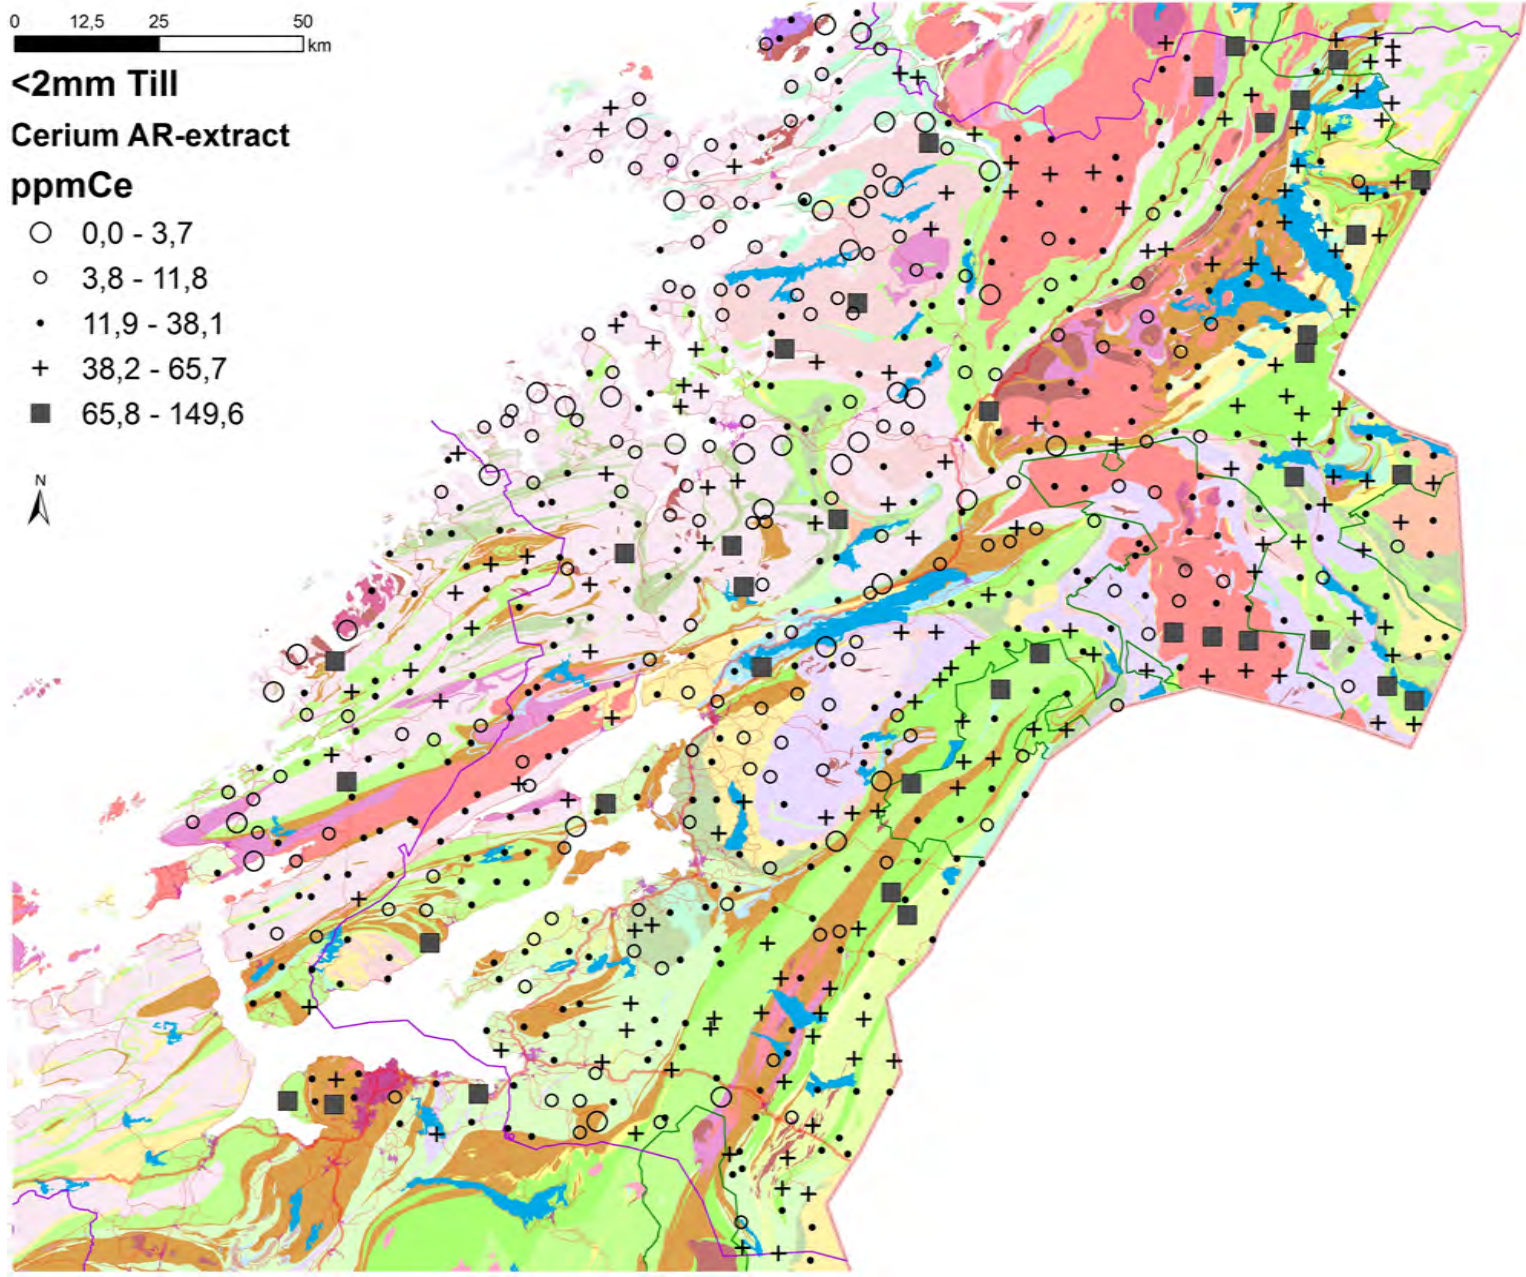 0 12,5 25 50
km
<2mm Till
Cerium AR-extract
ppmCe
0,0 - 3,7
3,8 - 11,8
11,9 - 38,1
38,2 - 65,7
65,8 - 149,6
N